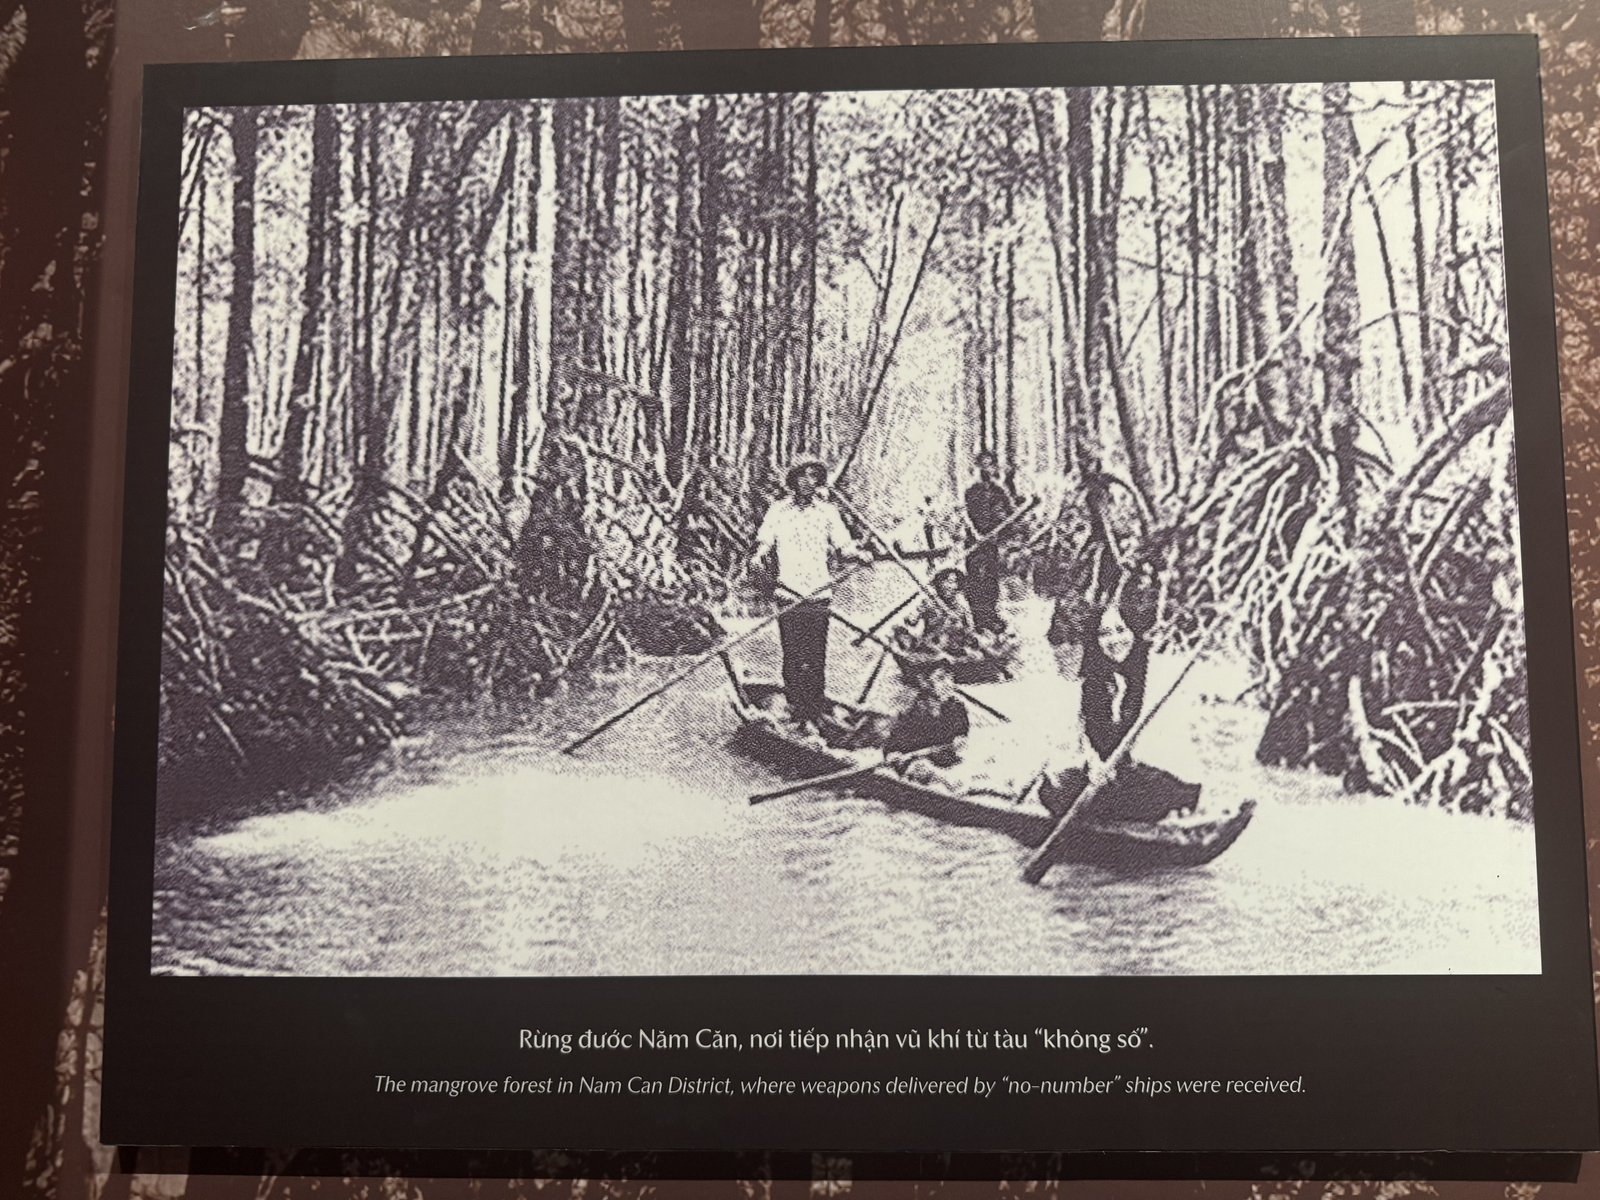 Rừng đước Năm Căn, nơi tiếp nhận vũ khí từ tàu “không số”.
The mangrove forest in Nam Can District, where weapons delivered by “no-number” ships were received.